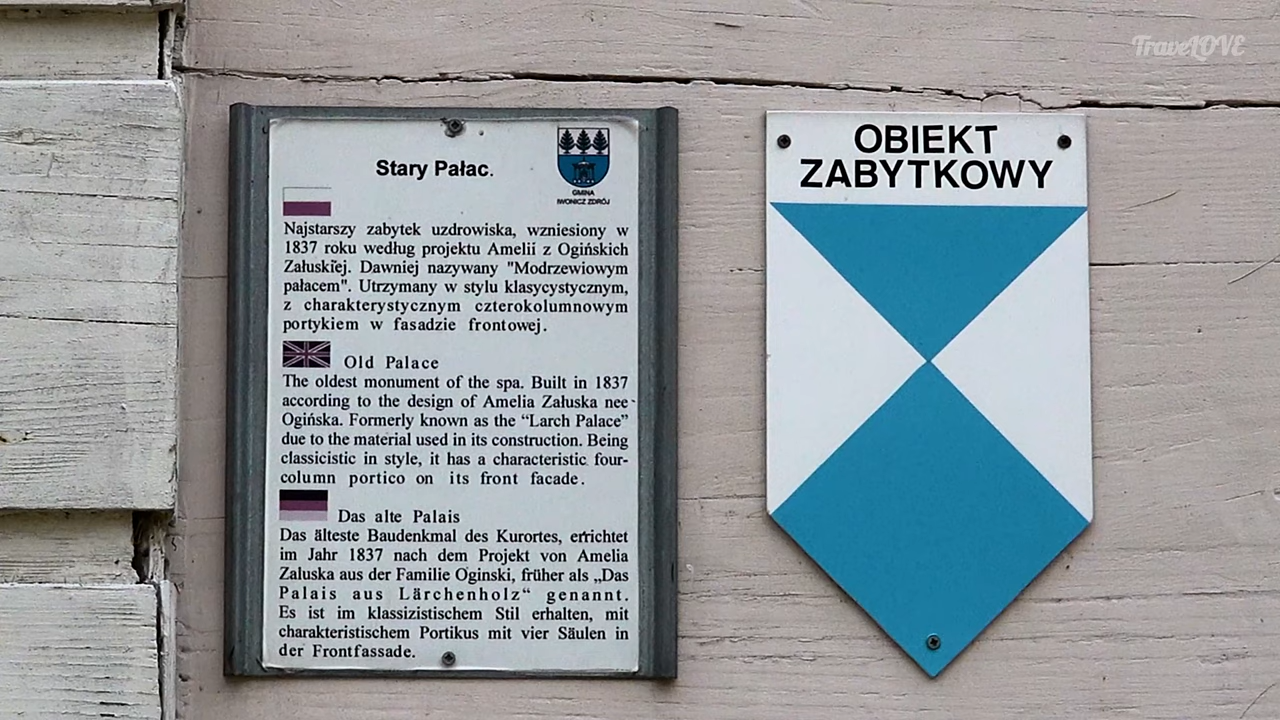 TraveLOVE
Stary Pałac.
GMINA
IWONICZ ZDRÓJ
Najstarszy zabytek uzdrowiska, wzniesiony w
1837 roku według projektu Amelii z Ogińskich
Załuskiej. Dawniej nazywany "Modrzewiowym
pałacem". Utrzymany w stylu klasycystycznym,
z charakterystycznym czterokolumnowym
portykiem w fasadzie frontowej.
Old Palace
The oldest monument of the spa. Built in 1837
according to the design of Amelia Załuska nee
Ogińska. Formerly known as the “Larch Palace”
due to the material used in its construction. Being
classicistic in style, it has a characteristic four-
column portico on its front facade.
Das alte Palais
Das älteste Baudenkmal des Kurortes, errichtet
im Jahr 1837 nach dem Projekt von Amelia
Zaluska aus der Familie Oginski, früher als „Das
Palais aus Lärchenholz“ genannt.
Es ist im klassizistischem Stil erhalten, mit
charakteristischem Portikus mit vier Säulen in
der Frontfassade.
OBIEKT
ZABYTKOWY